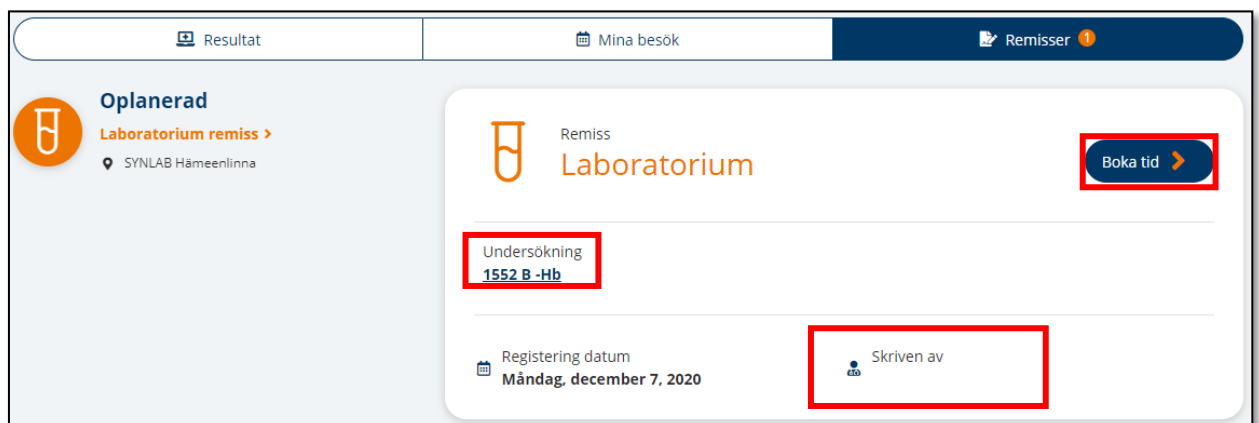 Resultat
Mina besök
Remisser 1
Oplanerad
Laboratorium remiss >
SYNLAB Hämeenlinna
Remiss
Laboratorium
Boka tid
Undersökning
1552 B -Hb
Registering datum
Måndag, december 7, 2020
Skriven av